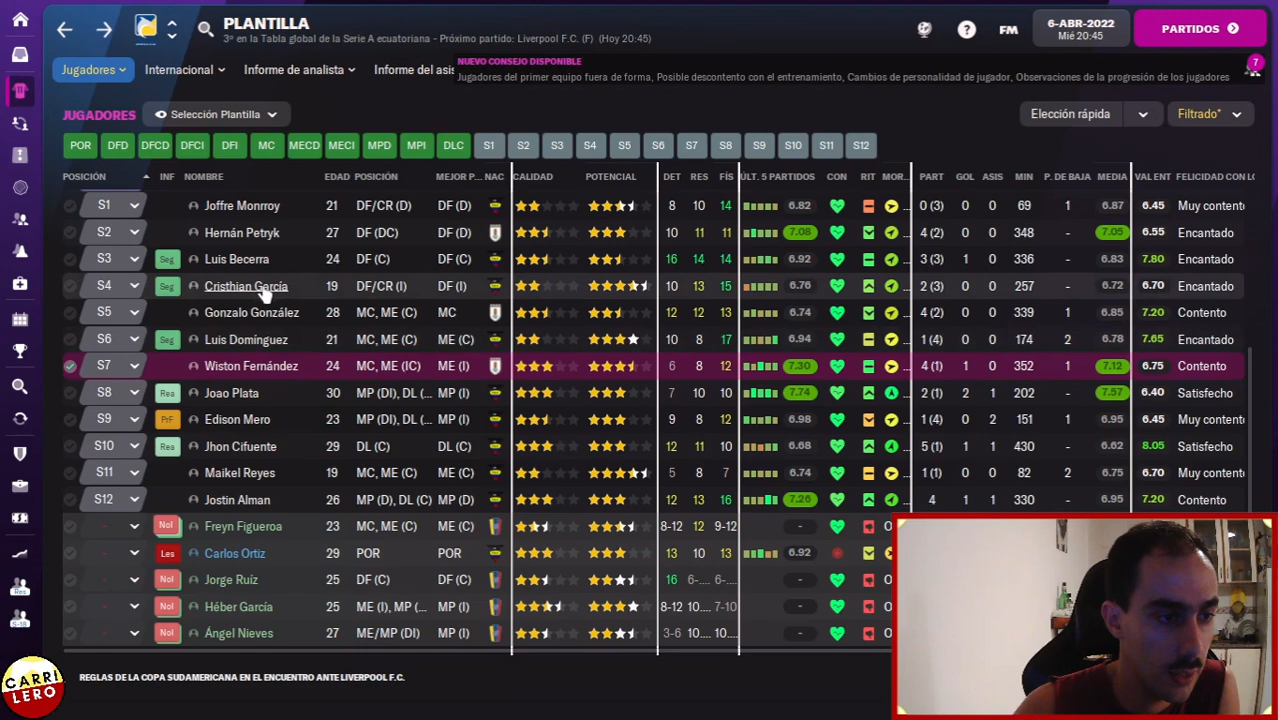 PLANTILLA
3º en la Tabla global de la Serie A ecuatoriana - Próximo partido: Liverpool F.C. (F) (Hoy 20:45)
FM
6-ABR-2022
Mié 20:45
PARTIDOS
Jugadores Internacional Informe de analista Informe del asis
NUEVO CONSEJO DISPONIBLE
Jugadores del primer equipo fuera de forma, Posible descontento con el entrenamiento, Cambios de personalidad de jugador, Observaciones de la progresión de los jugadores
7
JUGADORES Selección Plantilla Elección rápida Filtrado*
POR DFD DFCD DFCI DFI MC MECD MECI MPD MPI DLC S1 S2 S3 S4 S5 S6 S7 S8 S9 S10 S11 S12
POSICIÓN INF NOMBRE EDAD POSICIÓN MEJOR P... NAC CALIDAD POTENCIAL DET RIT FÍS ÚLT. 5 PARTIDOS CON RIT MOR... PART GOL ASIS MIN P. DE BAJA MEDIA VAL ENT FELICIDAD CON LO
S1 Joffre Monrroy 21 DF/CR (D) DF (D) 8 10 14 6.82 ... 0 (3) 0 0 69 1 6.87 6.45 Muy contento
S2 Hernán Petryk 27 DF (DC) DF (D) 10 11 11 7.08 ... 4 (2) 0 0 348 - 7.05 6.55 Encantado
S3 Seg Luis Becerra 24 DF (C) DF (C) 16 14 14 6.92 ... 3 (3) 0 0 336 - 6.83 7.80 Encantado
S4 Seg Cristhian García 19 DF/CR (I) DF (I) 10 13 15 6.76 ... 2 (3) 0 0 257 - 6.72 6.70 Encantado
S5 Gonzalo González 28 MC, ME (C) MC 12 12 13 6.74 ... 4 (2) 0 0 339 1 6.85 7.20 Contento
S6 Seg Luis Domínguez 21 MC, ME (C) ME (C) 10 8 17 6.94 ... 1 (4) 0 0 174 2 6.78 7.65 Encantado
S7 Wiston Fernández 24 MC, ME (IC) ME (I) 6 8 12 7.30 ... 4 (1) 1 0 352 1 7.12 6.75 Contento
S8 Rea Joao Plata 30 MP (DI), DL (... MP (D) 7 10 10 7.74 ... 2 (1) 2 1 202 - 7.57 6.40 Satisfecho
S9 PrF Edison Mero 23 MP (DI), DL (... MP (D) 9 8 12 6.98 ... 1 (4) 0 2 151 1 6.96 6.45 Muy contento
S10 Rea Jhon Cifuente 29 DL (C) DL (C) 12 11 10 6.68 ... 5 (1) 1 0 430 - 6.62 8.05 Satisfecho
S11 Maikel Reyes 19 MC, ME (C) ME (C) 5 8 7 6.74 ... 1 (1) 0 0 82 2 6.75 6.70 Muy contento
S12 Jostin Alman 26 MP (D), DL (C) MP (D) 12 13 16 7.26 ... 4 1 1 330 - 6.95 7.20 Contento
- Nol Freyn Figueroa 23 MC, ME (C) ME (C) 8-12 12 9-12 -
- Les Carlos Ortiz 29 POR POR 13 10 13 6.92
- Nol Jorge Ruíz 25 DF (C) DF (C) 16 6-.... 10.... - O
- Nol Héber García 25 ME (I), MP (... MP (I) 8-12 10.... 7-10 - O
- Nol Ángel Nieves 27 ME/MP (DI) MP (I) 3-6 10.... 10.... - O
REGLAS DE LA COPA SUDAMERICANA EN EL ENCUENTRO ANTE LIVERPOOL F.C.
Res
S-18
CARRI
LERO